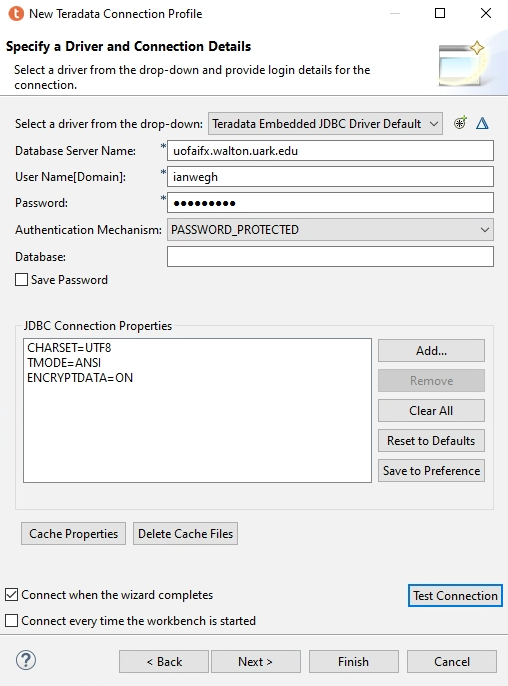 New Teradata Connection Profile
Specify a Driver and Connection Details
Select a driver from the drop-down and provide login details for the
connection.
Select a driver from the drop-down: Teradata Embedded JDBC Driver Default
Database Server Name: * uofaifx.walton.uark.edu
User Name[Domain]: * ianwegh
Password: * ●●●●●●●●●
Authentication Mechanism: PASSWORD_PROTECTED
Database:
Save Password
JDBC Connection Properties
CHARSET=UTF8
TMODE=ANSI
ENCRYPTDATA=ON
Add...
Remove
Clear All
Reset to Defaults
Save to Preference
Cache Properties Delete Cache Files
Connect when the wizard completes
Test Connection
Connect every time the workbench is started
? < Back Next > Finish Cancel